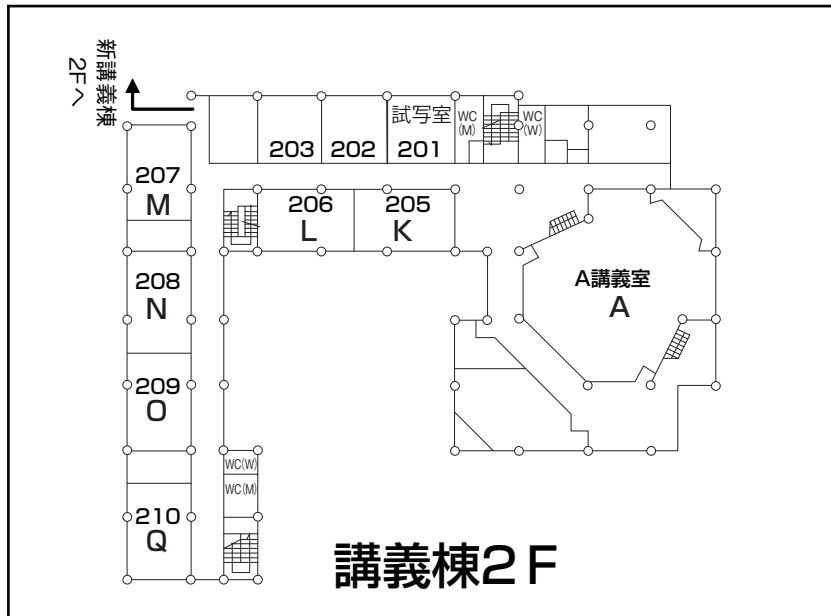 新講義棟
2Fへ
試写室
203
202
201
WC
(M)
WC
(W)
207
M
206
L
205
K
208
N
A講義室
A
209
O
WC(W)
WC(M)
210
Q
講義棟2F